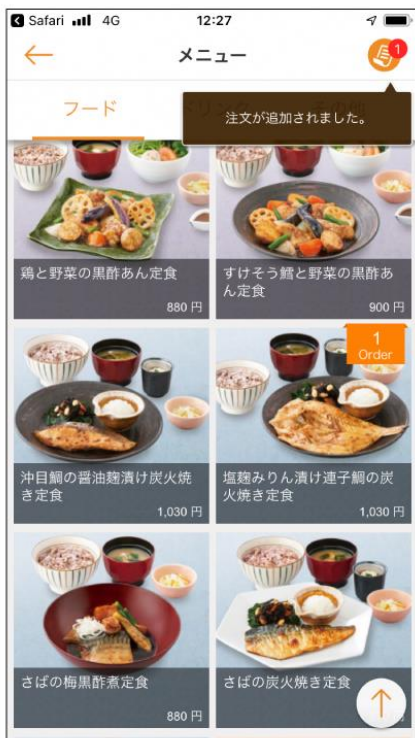 Safari 4G 12:27
メニュー
1
フード
注文が追加されました。
鶏と野菜の黒酢あん定食
880 円
すけそう鱈と野菜の黒酢あ
ん定食
900 円
1
Order
沖目鯛の醤油麹漬け炭火焼
き定食
1,030 円
塩麹みりん漬け連子鯛の炭
火焼き定食
1,030 円
さばの梅黒酢煮定食
880 円
さばの炭火焼き定食